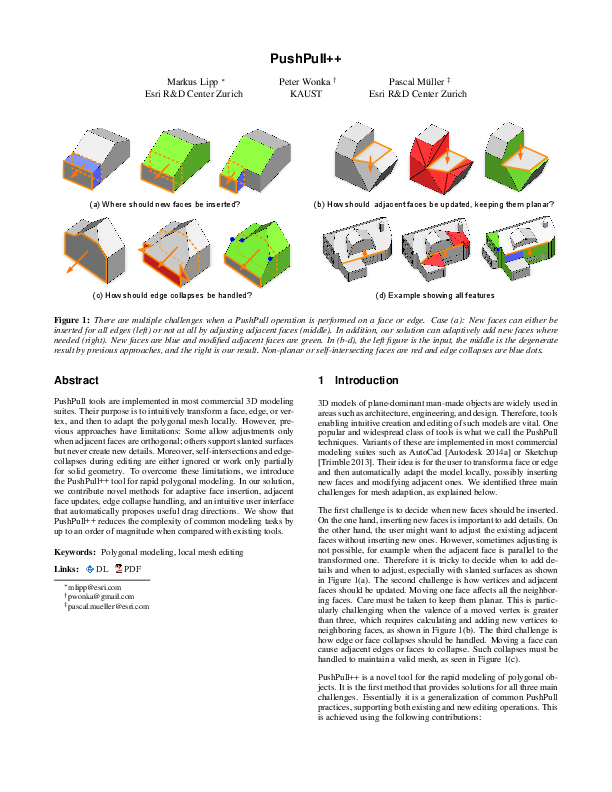 PushPull++
Markus Lipp * Peter Wonka † Pascal Müller ‡
Esri R&D Center Zurich KAUST Esri R&D Center Zurich
(a) Where should new faces be inserted? (b) How should adjacent faces be updated, keeping them planar?
(c) How should edge collapses be handled? (d) Example showing all features
Figure 1: There are multiple challenges when a PushPull operation is performed on a face or edge. Case (a): New faces can either be
inserted for all edges (left) or not at all by adjusting adjacent faces (middle). In addition, our solution can adaptively add new faces where
needed (right). New faces are blue and modified adjacent faces are green. In (b-d), the left figure is the input, the middle is the degenerate
result by previous approaches, and the right is our result. Non-planar or self-intersecting faces are red and edge collapses are blue dots.
Abstract
PushPull tools are implemented in most commercial 3D modeling
suites. Their purpose is to intuitively transform a face, edge, or ver-
tex, and then to adapt the polygonal mesh locally. However, pre-
vious approaches have limitations: Some allow adjustments only
when adjacent faces are orthogonal; others support slanted surfaces
but never create new details. Moreover, self-intersections and edge-
collapses during editing are either ignored or work only partially
for solid geometry. To overcome these limitations, we introduce
the PushPull++ tool for rapid polygonal modeling. In our solution,
we contribute novel methods for adaptive face insertion, adjacent
face updates, edge collapse handling, and an intuitive user interface
that automatically proposes useful drag directions. We show that
PushPull++ reduces the complexity of common modeling tasks by
up to an order of magnitude when compared with existing tools.
Keywords: Polygonal modeling, local mesh editing
Links: DL PDF
*mlipp@esri.com
†pwonka@gmail.com
‡pascal.mueller@esri.com
1 Introduction
3D models of plane-dominant man-made objects are widely used in
areas such as architecture, engineering, and design. Therefore, tools
enabling intuitive creation and editing of such models are vital. One
popular and widespread class of tools is what we call the PushPull
techniques. Variants of these are implemented in most commercial
modeling suites such as AutoCad [Autodesk 2014a] or Sketchup
[Trimble 2013]. Their idea is for the user to transform a face or edge
and then automatically adapt the model locally, possibly inserting
new faces and modifying adjacent ones. We identified three main
challenges for mesh adaption, as explained below.
The first challenge is to decide when new faces should be inserted.
On the one hand, inserting new faces is important to add details. On
the other hand, the user might want to adjust the existing adjacent
faces without inserting new ones. However, sometimes adjusting is
not possible, for example when the adjacent face is parallel to the
transformed one. Therefore it is tricky to decide when to add de-
tails and when to adjust, especially with slanted surfaces as shown
in Figure 1(a). The second challenge is how vertices and adjacent
faces should be updated. Moving one face affects all the neighbor-
ing faces. Care must be taken to keep them planar. This is partic-
ularly challenging when the valence of a moved vertex is greater
than three, which requires calculating and adding new vertices to
neighboring faces, as shown in Figure 1(b). The third challenge is
how edge or face collapses should be handled. Moving a face can
cause adjacent edges or faces to collapse. Such collapses must be
handled to maintain a valid mesh, as seen in Figure 1(c).
PushPull++ is a novel tool for the rapid modeling of polygonal ob-
jects. It is the first method that provides solutions for all three main
challenges. Essentially it is a generalization of common PushPull
practices, supporting both existing and new editing operations. This
is achieved using the following contributions: